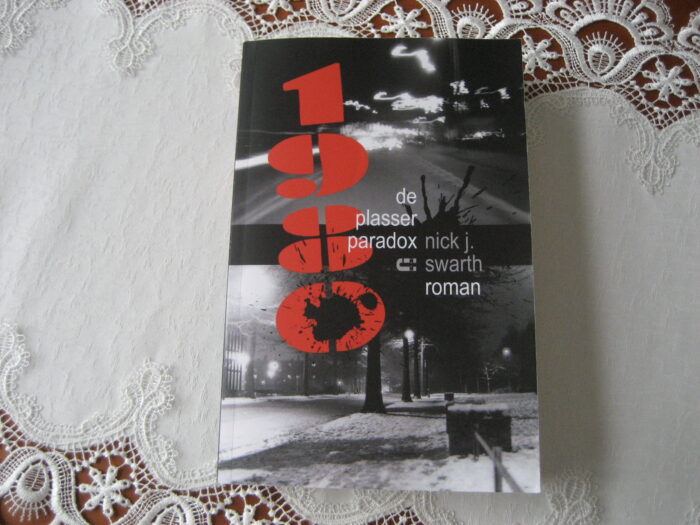 1980
de
plasser
paradox
nick j.
swarth
roman